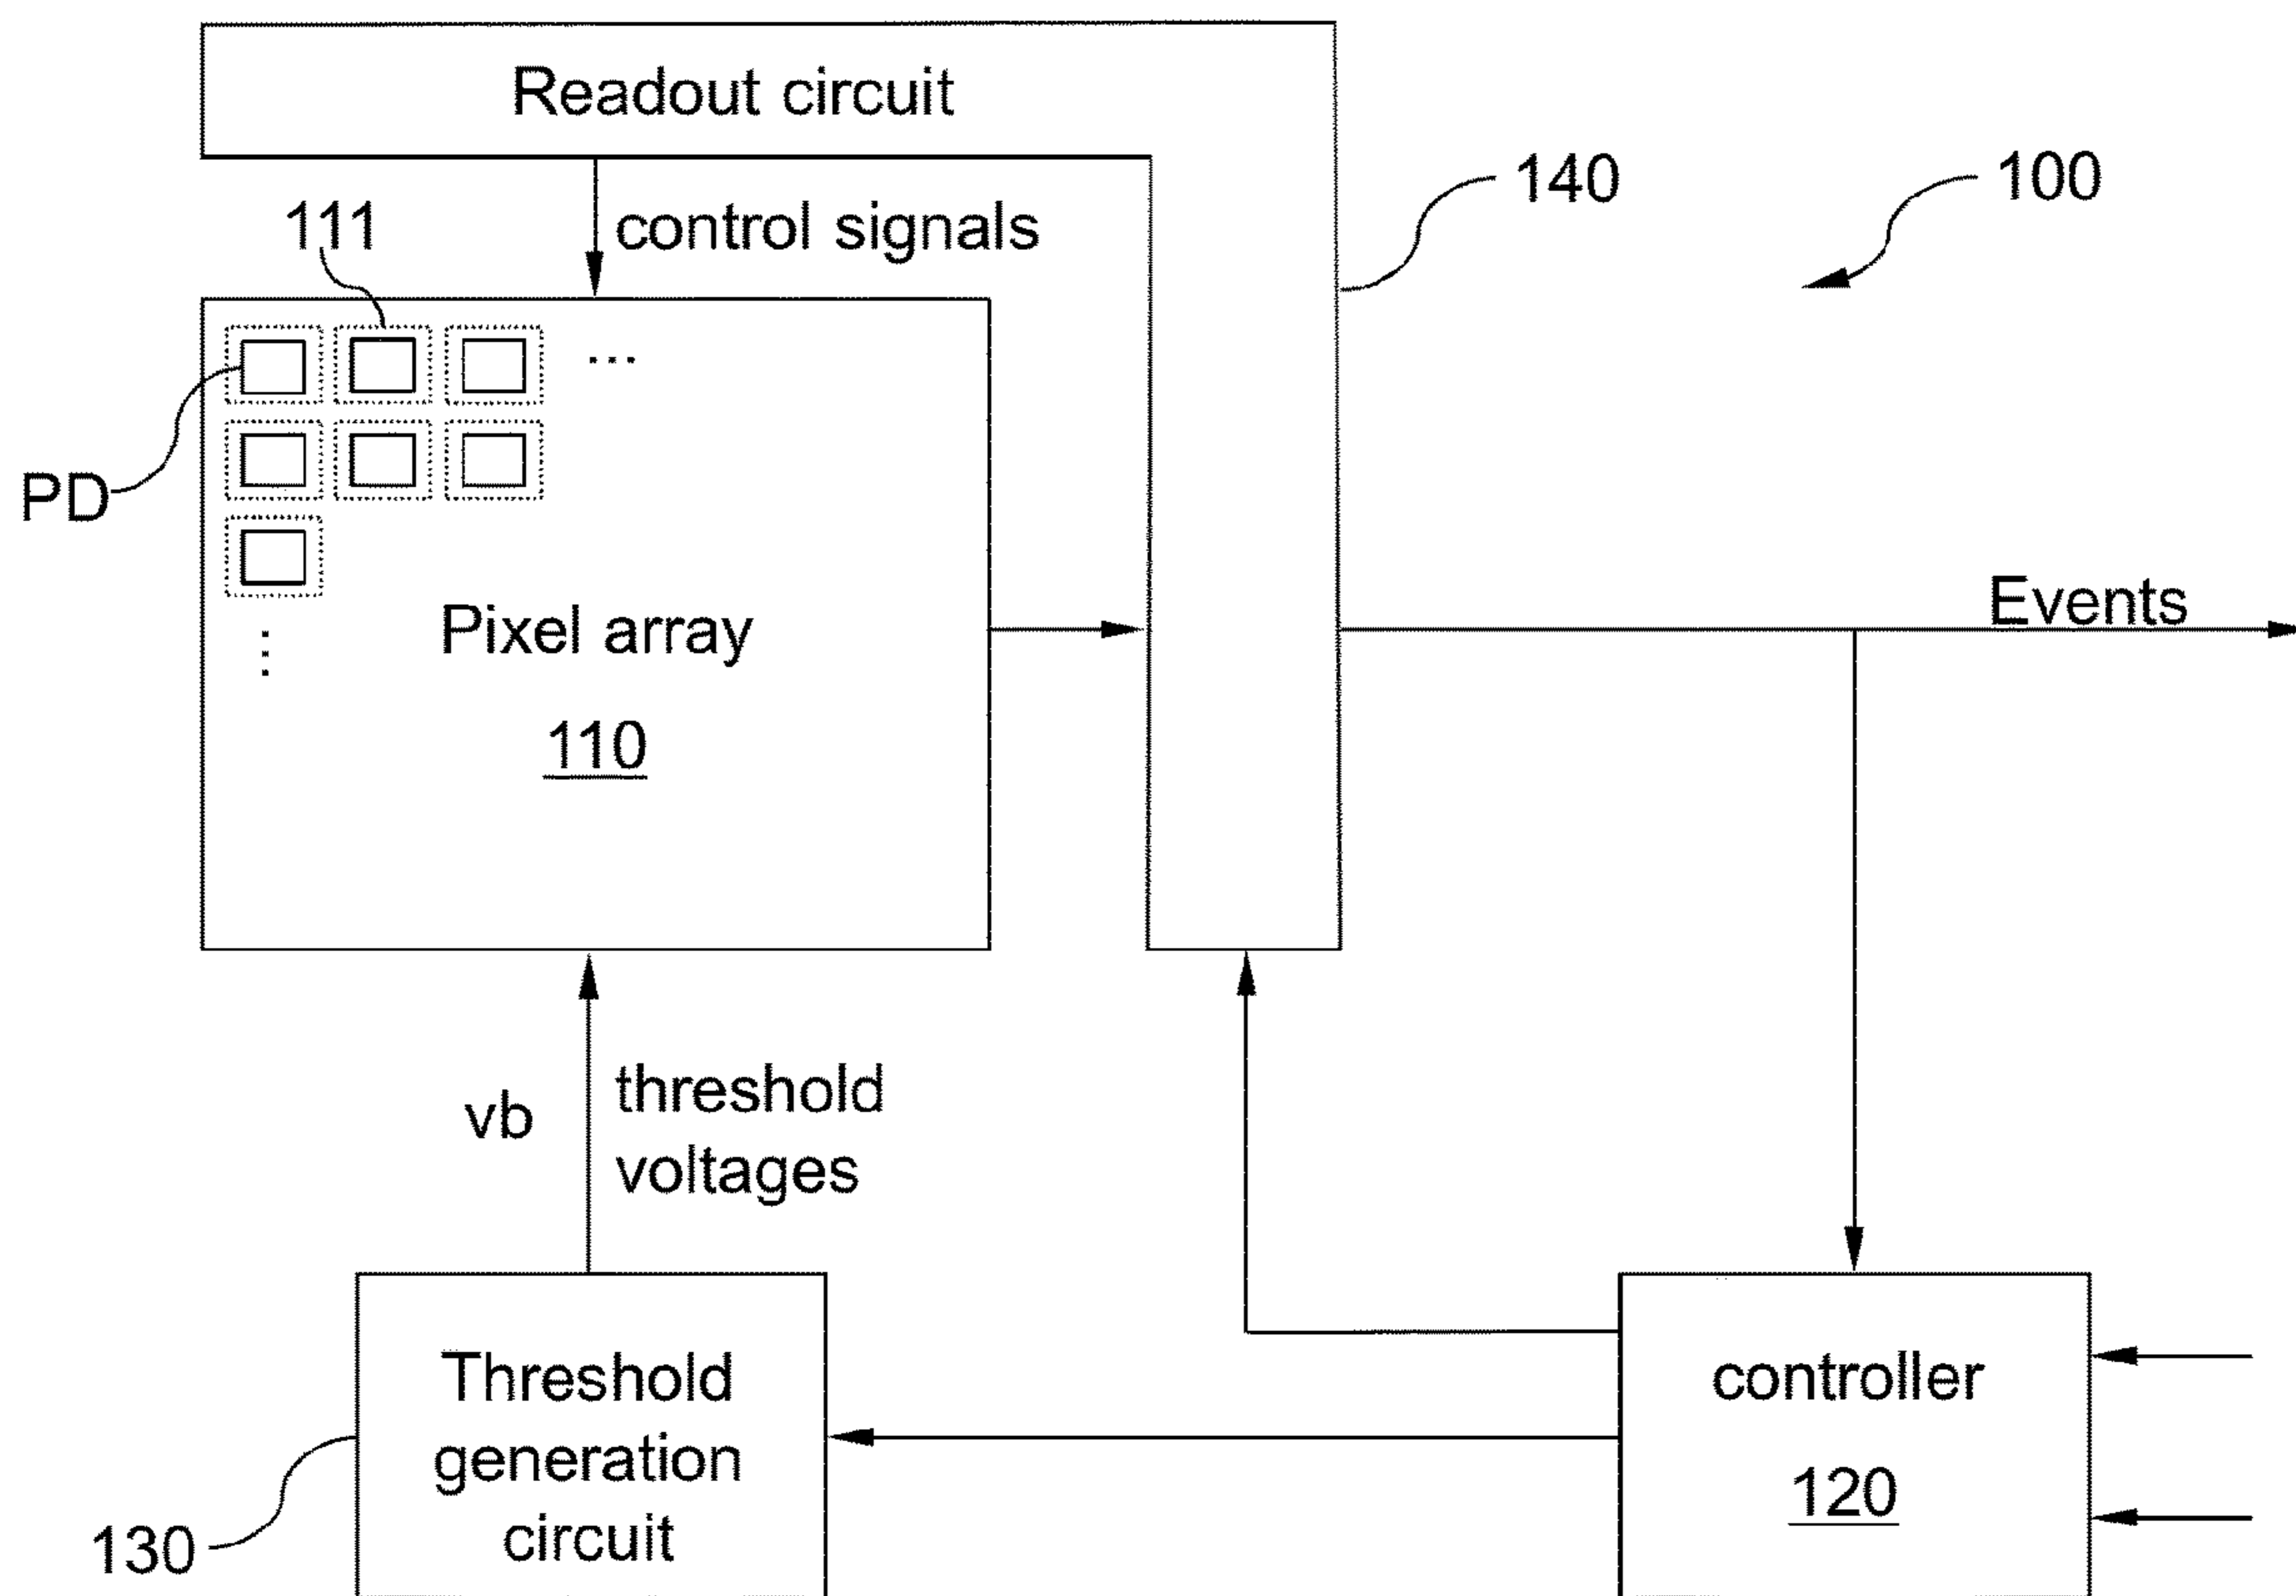 Readout circuit
140
100
111
control signals
...
PD
Events
Pixel array
110
vb
threshold
voltages
Threshold
generation
circuit
130
controller
120